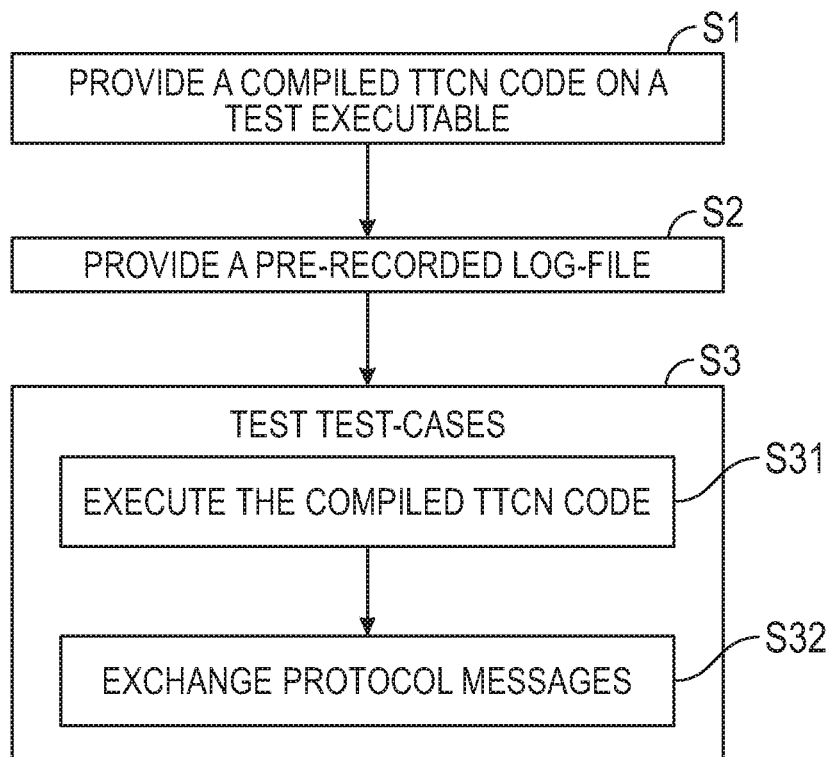 S1
PROVIDE A COMPILED TTCN CODE ON A
TEST EXECUTABLE
S2
PROVIDE A PRE-RECORDED LOG-FILE
S3
TEST TEST-CASES
S31
EXECUTE THE COMPILED TTCN CODE
S32
EXCHANGE PROTOCOL MESSAGES